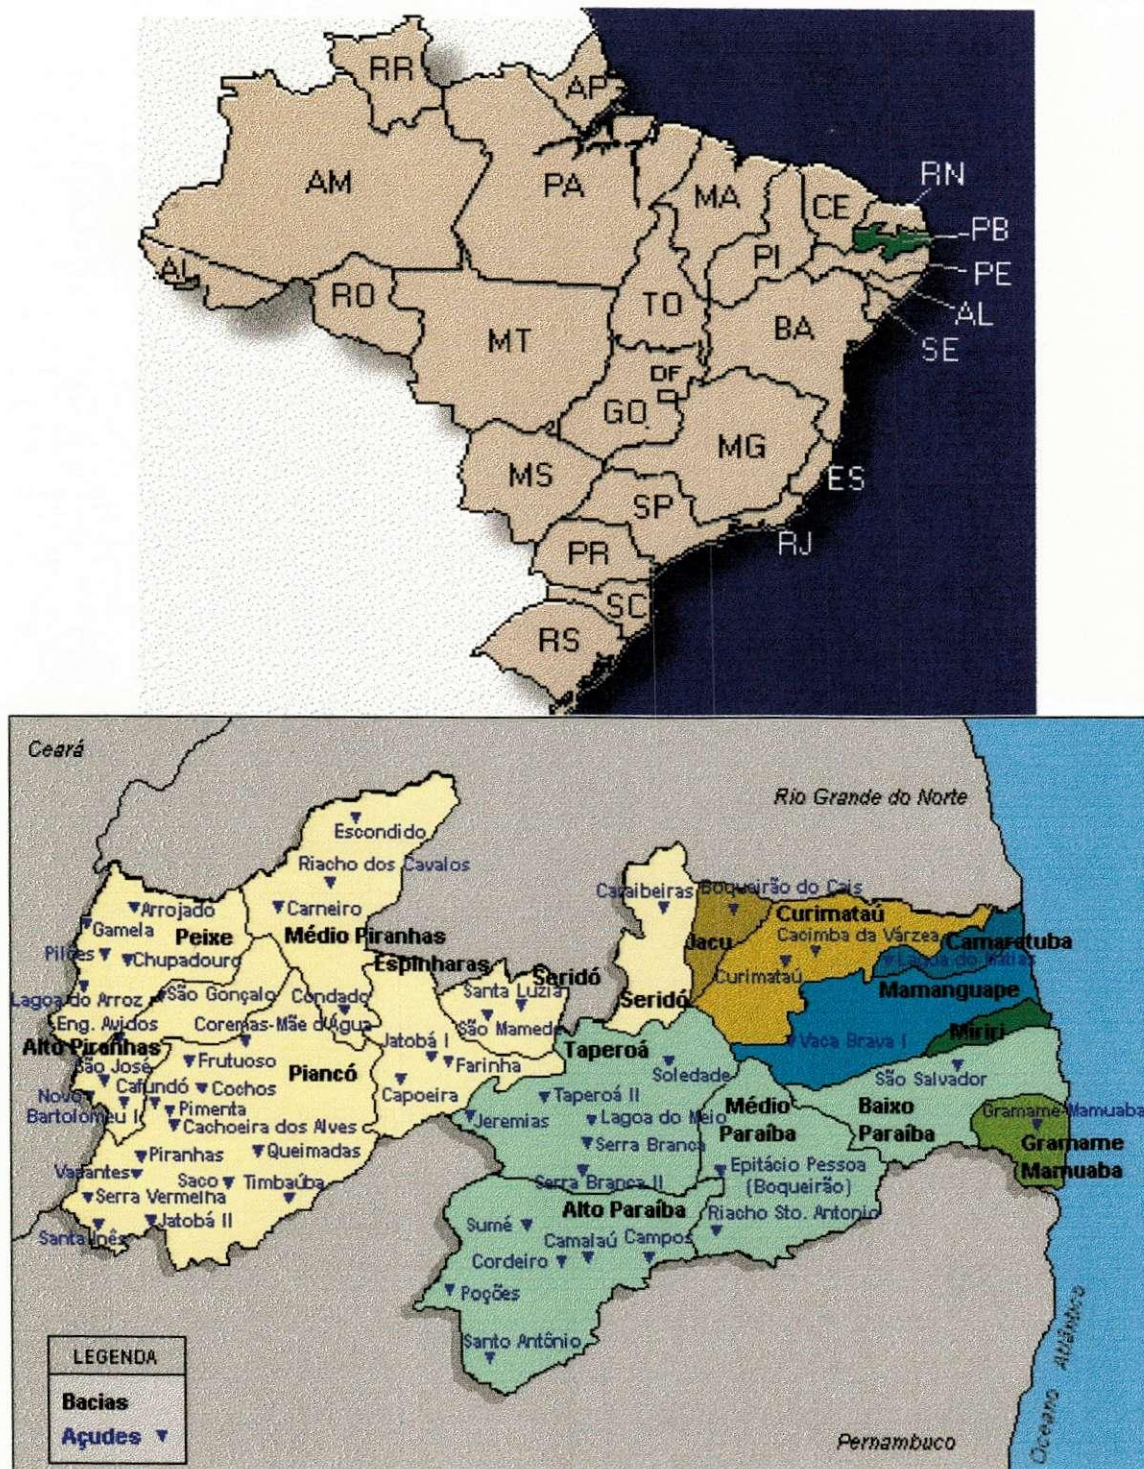 RR
AP
AM
PA
MA
CE
RN
PB
PI
PE
AL
SE
RO
TO
BA
MT
DF
GO
MG
MS
ES
SP
RJ
PR
SC
RS
Ceará
Rio Grande do Norte
Escondido
Riacho dos Cavalos
Caraibeiras
Boqueirão do Cais
Arrojado
Carneiro
Gamela
Peixe
Médio Piranhas
Jacu
Curimataú
Cacimba da Várzea
Camaratuba
Pilões
Chupadouro
Espinharas
Seridó
Curimataú
Lagoa do Matias
Lagoa do Arroz
São Gonçalo
Condado
Santa Luzia
Seridó
Mamanguape
Eng. Avidos
Coremas-Mãe d'Água
São Mamede
Miriri
Alto Piranhas
Jatobá I
Taperoá
Vaca Brava I
São José
Frutuoso
Piancó
Farinha
Soledade
São Salvador
Novo
Cafundó
Cochos
Capoeira
Taperoá II
Médio
Paraíba
Baixo
Paraíba
Bartolomeu I
Pimenta
Jeremias
Lagoa do Meio
Gramame-Mamuaba
Cachoeira dos Alves
Serra Branca
Gramame
Mamuaba
Piranhas
Queimadas
Vazantes
Saco
Timbaúba
Serra Branca II
Epitácio Pessoa
(Boqueirão)
Serra Vermelha
Alto Paraíba
Riacho Sto. Antonio
Santa Inês
Jatobá II
Sumé
Camalaú
Campos
Cordeiro
Poções
Santo Antônio
LEGENDA
Bacias
Açudes
Pernambuco
Oceano Atlântico